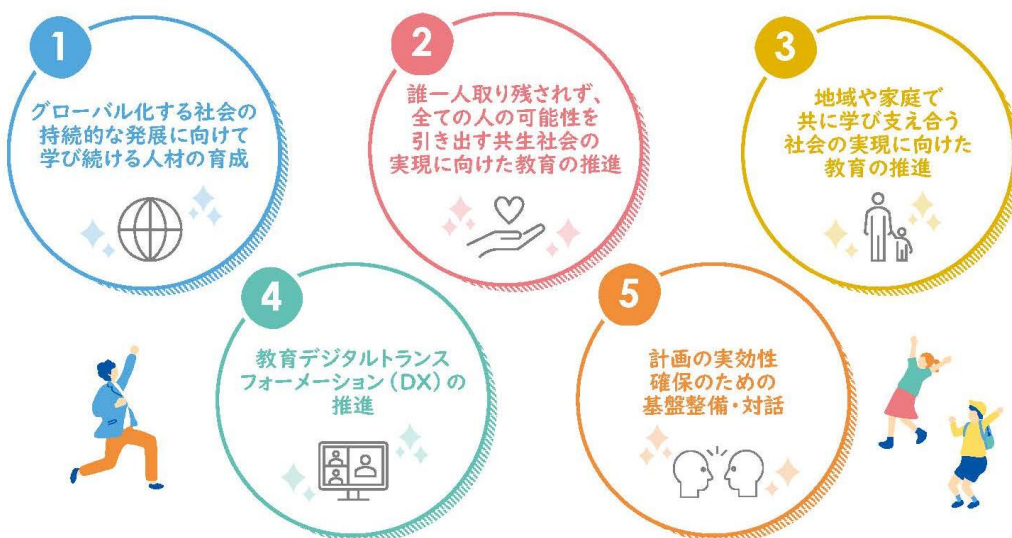 1
グローバル化する社会の
持続的な発展に向けて
学び続ける人材の育成
2
誰一人取り残されず、
全ての人の可能性を
引き出す共生社会の
実現に向けた教育の推進
3
地域や家庭で
共に学び支え合う
社会の実現に向けた
教育の推進
4
教育デジタルトランス
フォーメーション(DX)の
推進
5
計画の実効性
確保のための
基盤整備・対話